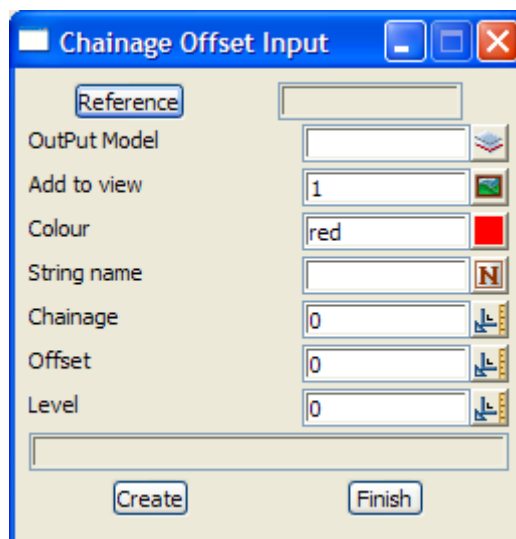 Chainage Offset Input
Reference
OutPut Model
Add to view 1
Colour red
String name N
Chainage 0
Offset 0
Level 0
Create Finish